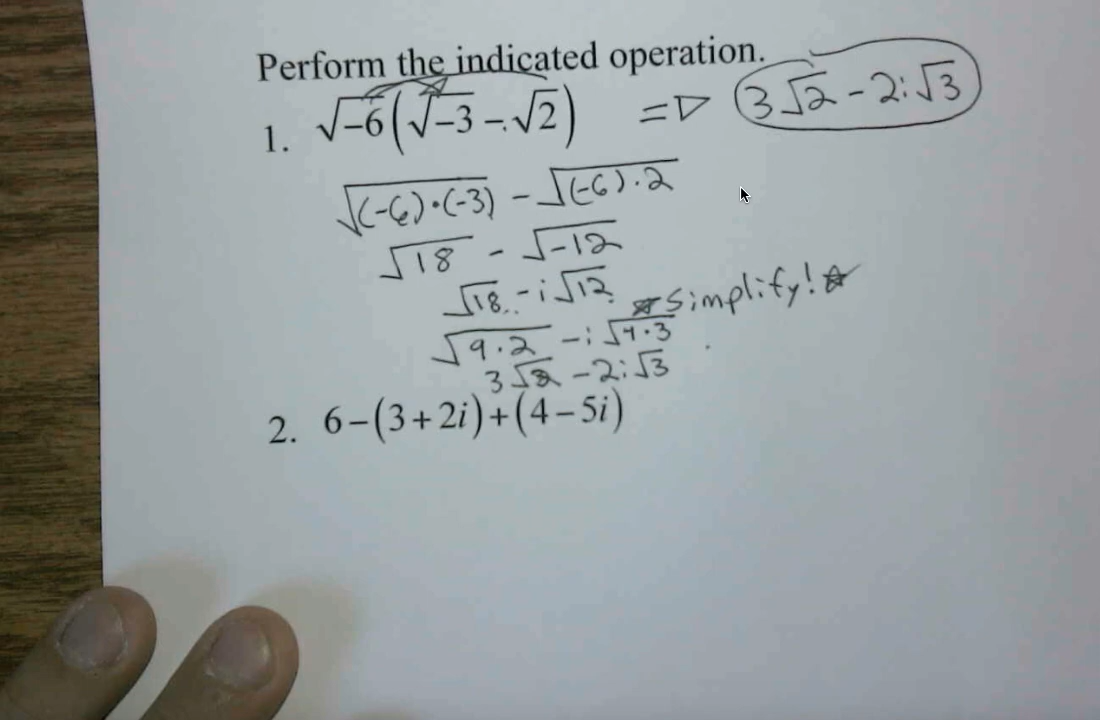 Perform the indicated operation.
1. √-6(√-3 - √2) ⇒ 3√2 - 2i√3
√(-6)·(-3) - √(-6)·2
√18 - √-12
√18 - i√12
☆ Simplify! ☆
√9·2 - i√4·3
3√2 - 2i√3
2. 6-(3+2i)+(4-5i)